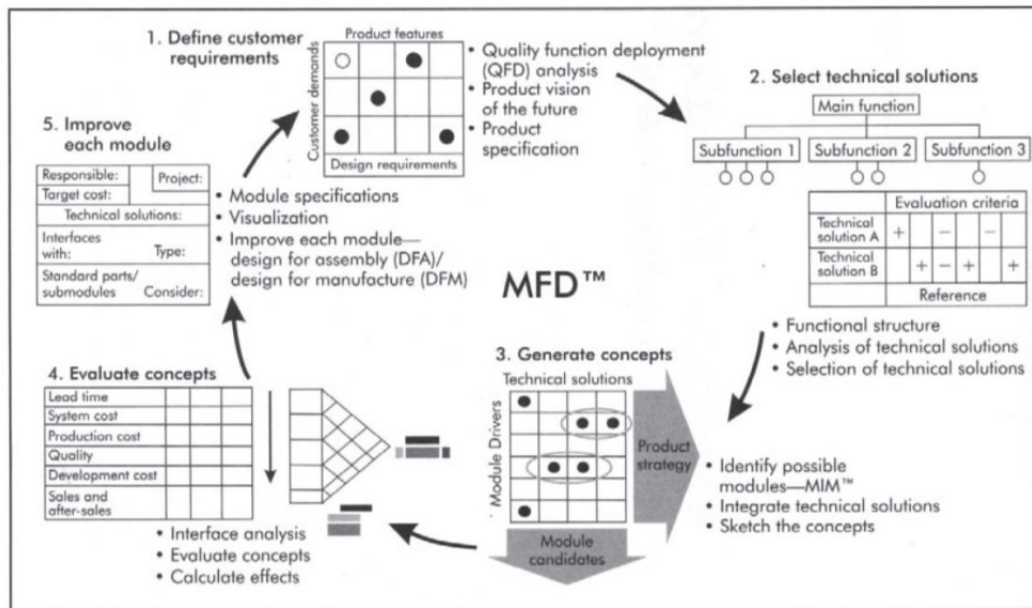 1. Define customer
requirements
Product features
Customer demands
Design requirements
• Quality function deployment
(QFD) analysis
• Product vision
of the future
• Product
specification
2. Select technical solutions
Main function
Subfunction 1
Subfunction 2
Subfunction 3
Evaluation criteria
Technical
solution A
+ − −
Technical
solution B
+ − + +
Reference
• Functional structure
• Analysis of technical solutions
• Selection of technical solutions
3. Generate concepts
Technical solutions
Module Drivers
Product
strategy
Module
candidates
• Identify possible
modules—MIM™
• Integrate technical solutions
• Sketch the concepts
4. Evaluate concepts
Lead time
System cost
Production cost
Quality
Development cost
Sales and
after-sales
• Interface analysis
• Evaluate concepts
• Calculate effects
5. Improve
each module
Responsible:
Project:
Target cost:
Technical solutions:
Interfaces
with:
Type:
Standard parts/
submodules
Consider:
• Module specifications
• Visualization
• Improve each module—
design for assembly (DFA)/
design for manufacture (DFM)
MFD™